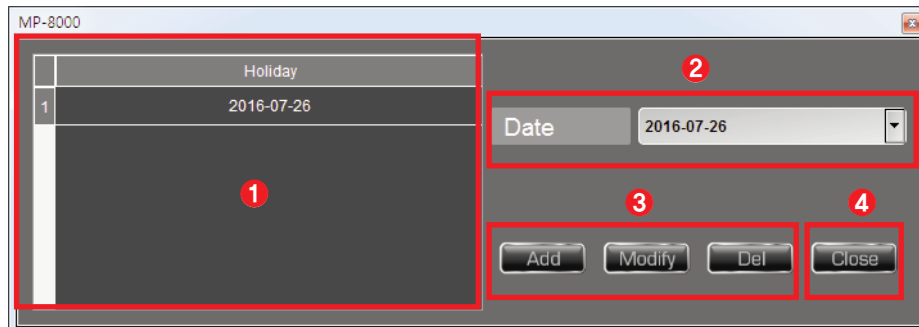 MP-8000
Holiday
1 2016-07-26
1
2
Date 2016-07-26
3
Add Modify Del
4
Close